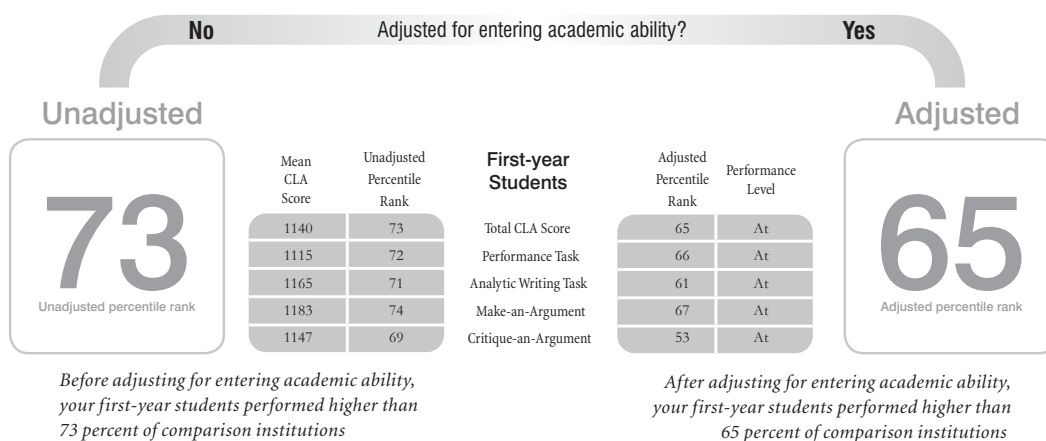 No Adjusted for entering academic ability? Yes
Unadjusted
73
Unadjusted percentile rank
Mean
CLA
Score
Unadjusted
Percentile
Rank
First-year
Students
Adjusted
Percentile
Rank
Performance
Level
1140 73 Total CLA Score 65 At
1115 72 Performance Task 66 At
1165 71 Analytic Writing Task 61 At
1183 74 Make-an-Argument 67 At
1147 69 Critique-an-Argument 53 At
Adjusted
65
Adjusted percentile rank
Before adjusting for entering academic ability,
your first-year students performed higher than
73 percent of comparison institutions
After adjusting for entering academic ability,
your first-year students performed higher than
65 percent of comparison institutions